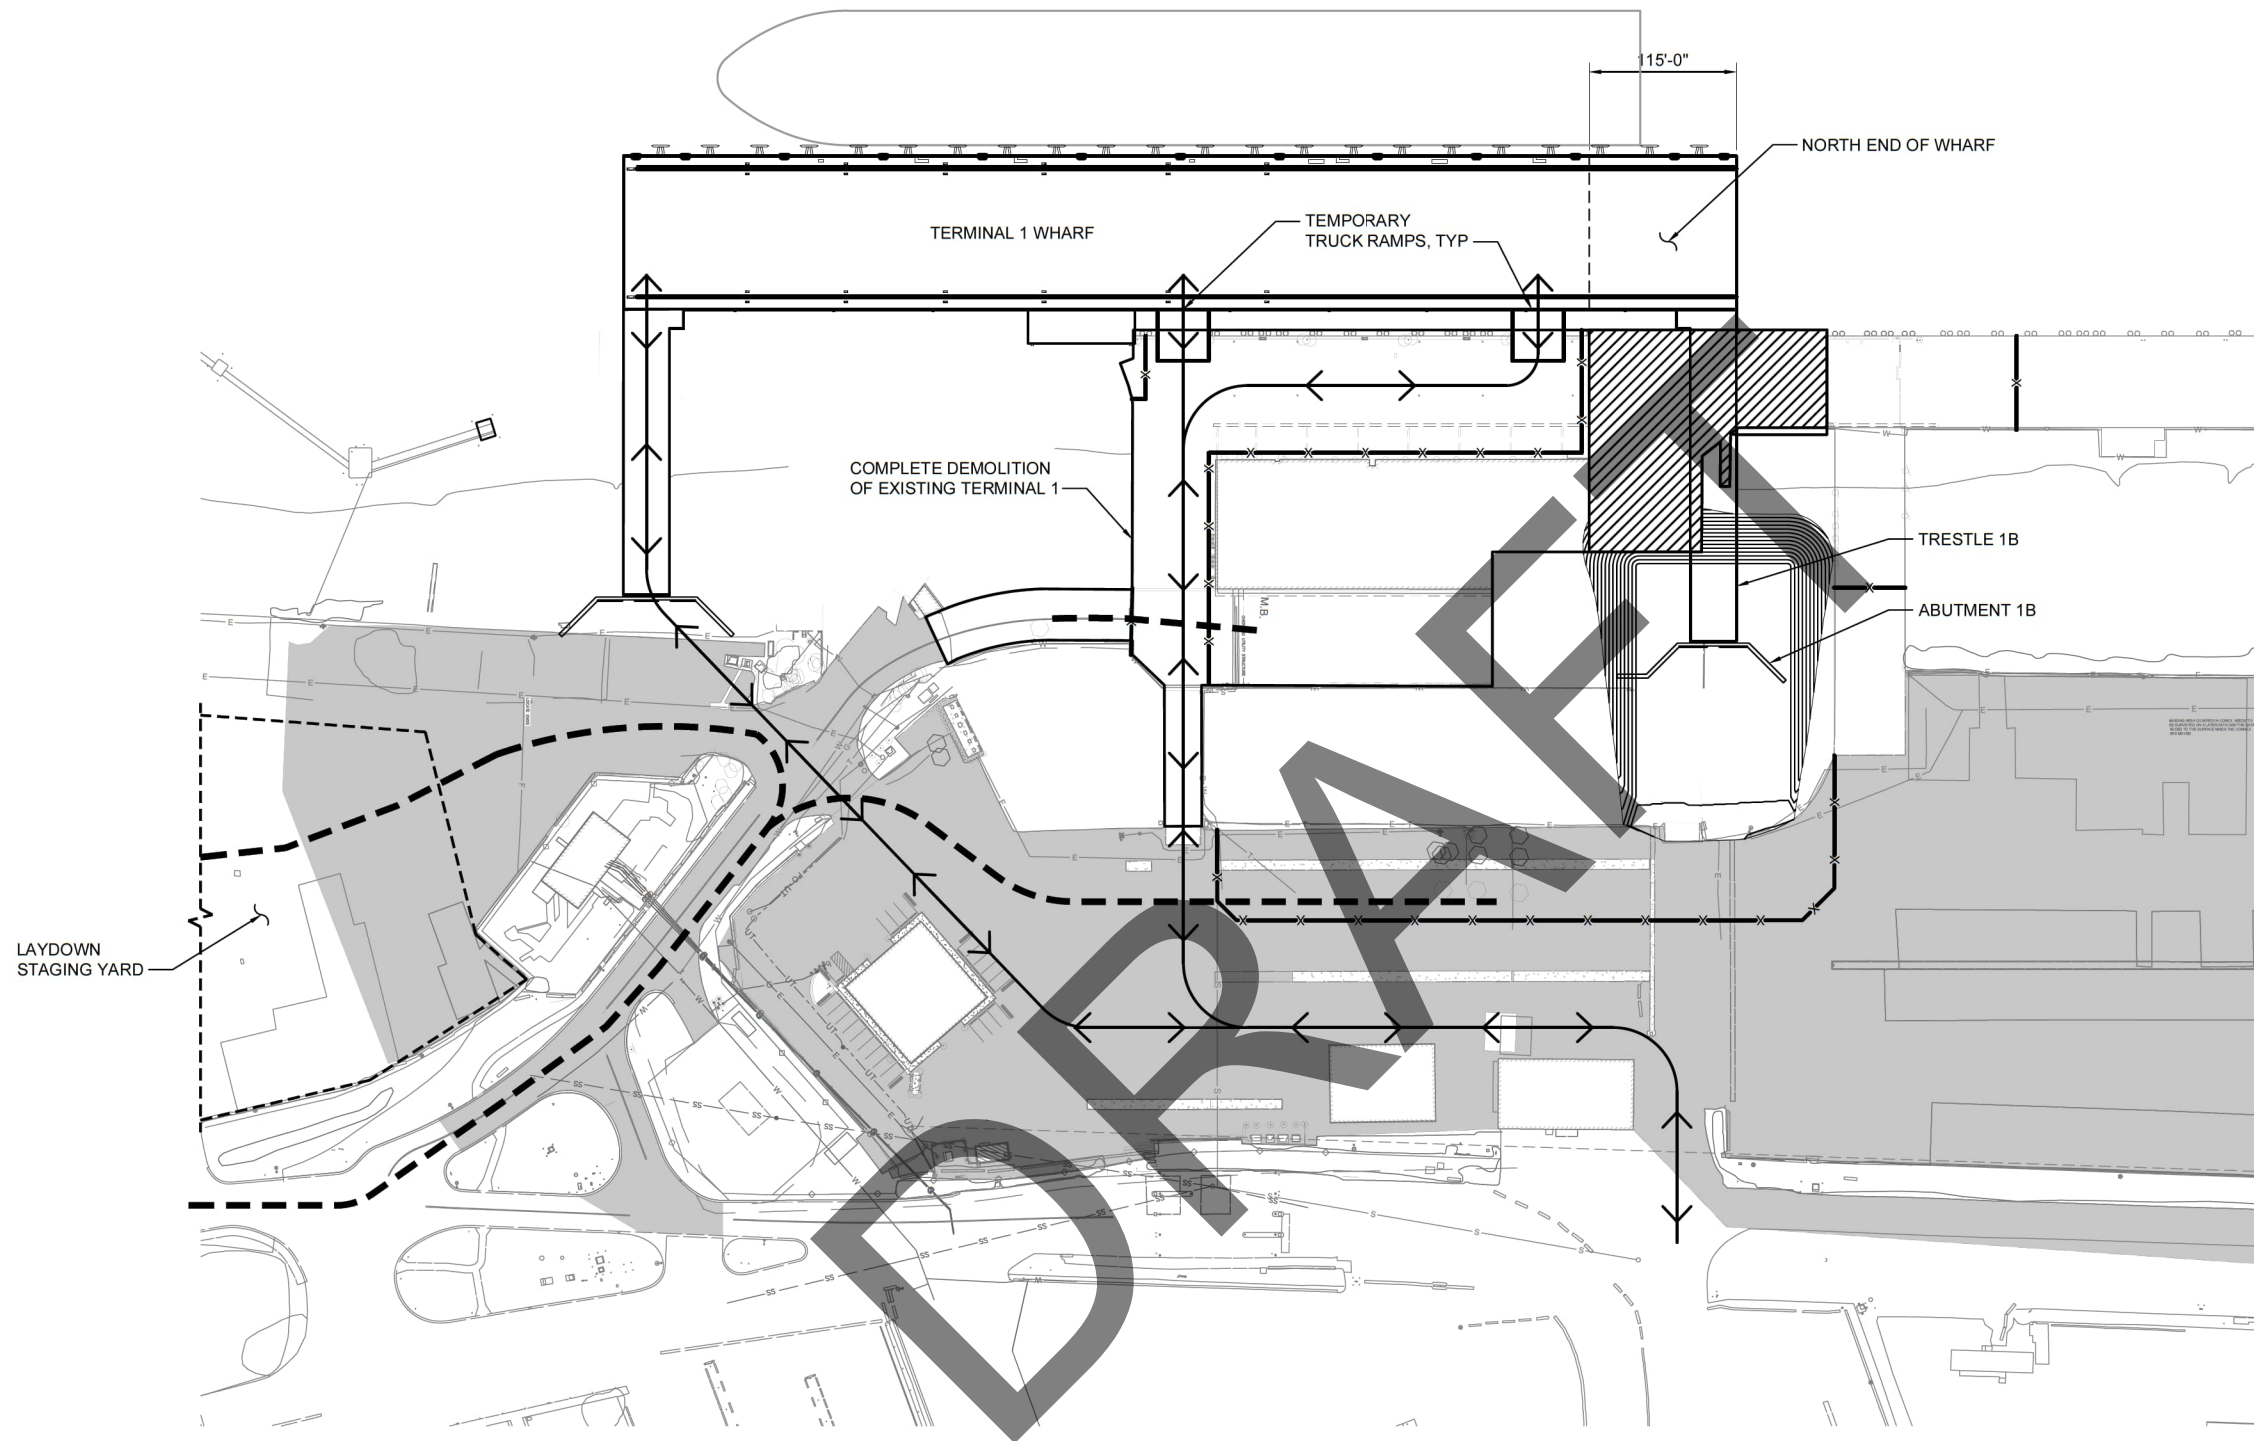 115'-0"
NORTH END OF WHARF
TEMPORARY
TRUCK RAMPS, TYP
TERMINAL 1 WHARF
COMPLETE DEMOLITION
OF EXISTING TERMINAL 1
TRESTLE 1B
ABUTMENT 1B
M.B.
LAYDOWN
STAGING YARD
DRAFT